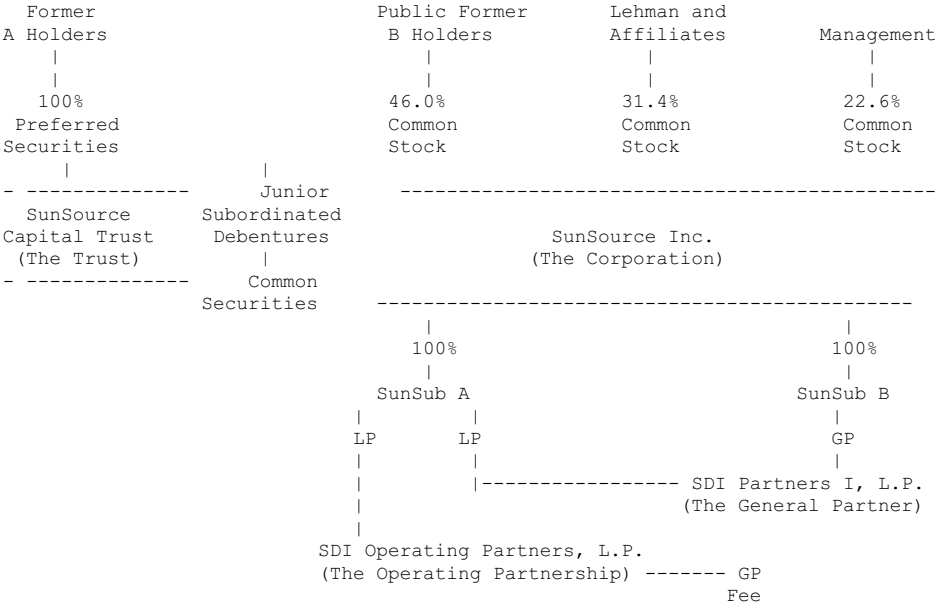 Former Public Former Lehman and
A Holders B Holders Affiliates Management
100% 46.0% 31.4% 22.6%
Preferred Common Common Common
Securities Stock Stock Stock
Junior
SunSource Subordinated
Capital Trust Debentures SunSource Inc.
(The Trust) (The Corporation)
Common
Securities
100% 100%
SunSub A SunSub B
LP LP GP
SDI Partners I, L.P.
(The General Partner)
SDI Operating Partners, L.P.
(The Operating Partnership) ------- GP
Fee